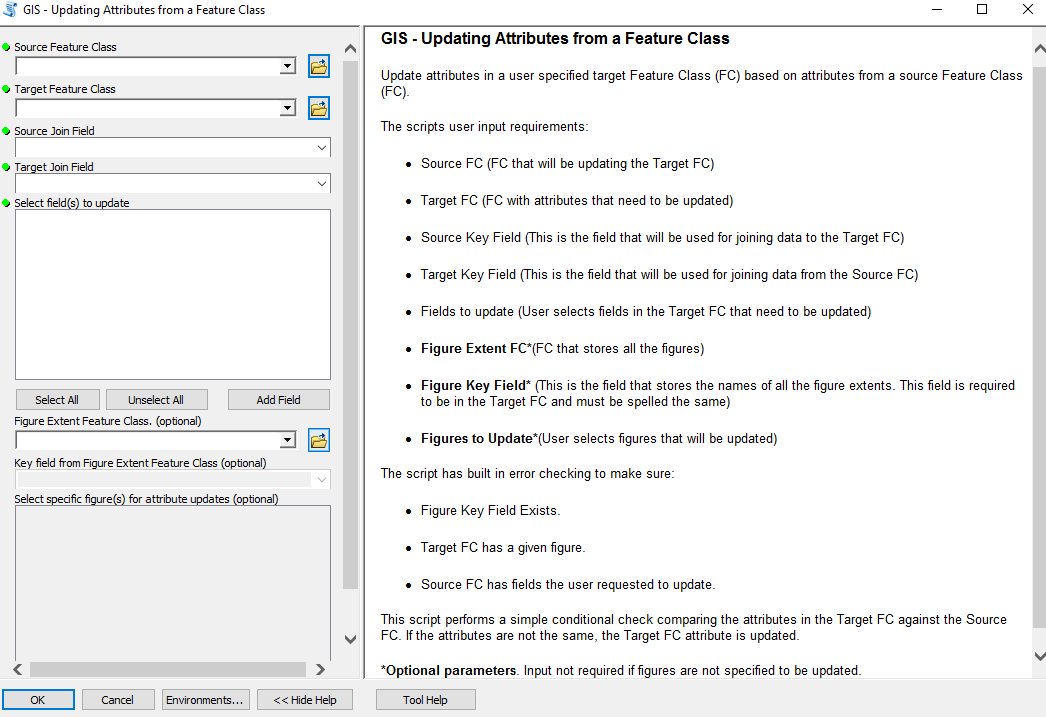 GIS - Updating Attributes from a Feature Class
Source Feature Class
Target Feature Class
Source Join Field
Target Join Field
Select field(s) to update
Select All
Unselect All
Add Field
Figure Extent Feature Class. (optional)
Key field from Figure Extent Feature Class (optional)
Select specific figure(s) for attribute updates (optional)
GIS - Updating Attributes from a Feature Class
Update attributes in a user specified target Feature Class (FC) based on attributes from a source Feature Class
(FC).
The scripts user input requirements:
• Source FC (FC that will be updating the Target FC)
• Target FC (FC with attributes that need to be updated)
• Source Key Field (This is the field that will be used for joining data to the Target FC)
• Target Key Field (This is the field that will be used for joining data from the Source FC)
• Fields to update (User selects fields in the Target FC that need to be updated)
• Figure Extent FC*(FC that stores all the figures)
• Figure Key Field* (This is the field that stores the names of all the figure extents. This field is required
to be in the Target FC and must be spelled the same)
• Figures to Update*(User selects figures that will be updated)
The script has built in error checking to make sure:
• Figure Key Field Exists.
• Target FC has a given figure.
• Source FC has fields the user requested to update.
This script performs a simple conditional check comparing the attributes in the Target FC against the Source
FC. If the attributes are not the same, the Target FC attribute is updated.
*Optional parameters. Input not required if figures are not specified to be updated.
OK
Cancel
Environments...
<< Hide Help
Tool Help